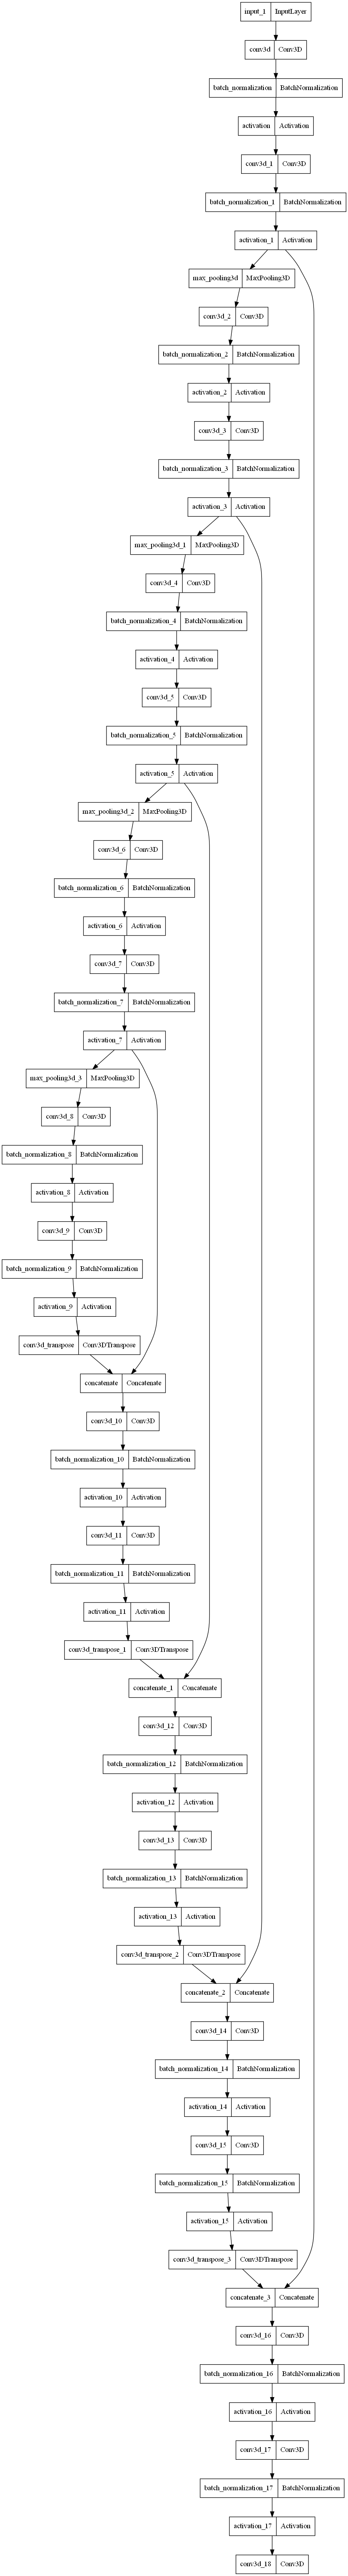 input_1 InputLayer
conv3d Conv3D
batch_normalization BatchNormalization
activation Activation
conv3d_1 Conv3D
batch_normalization_1 BatchNormalization
activation_1 Activation
max_pooling3d MaxPooling3D
conv3d_2 Conv3D
batch_normalization_2 BatchNormalization
activation_2 Activation
conv3d_3 Conv3D
batch_normalization_3 BatchNormalization
activation_3 Activation
max_pooling3d_1 MaxPooling3D
conv3d_4 Conv3D
batch_normalization_4 BatchNormalization
activation_4 Activation
conv3d_5 Conv3D
batch_normalization_5 BatchNormalization
activation_5 Activation
max_pooling3d_2 MaxPooling3D
conv3d_6 Conv3D
batch_normalization_6 BatchNormalization
activation_6 Activation
conv3d_7 Conv3D
batch_normalization_7 BatchNormalization
activation_7 Activation
max_pooling3d_3 MaxPooling3D
conv3d_8 Conv3D
batch_normalization_8 BatchNormalization
activation_8 Activation
conv3d_9 Conv3D
batch_normalization_9 BatchNormalization
activation_9 Activation
conv3d_transpose Conv3DTranspose
concatenate Concatenate
conv3d_10 Conv3D
batch_normalization_10 BatchNormalization
activation_10 Activation
conv3d_11 Conv3D
batch_normalization_11 BatchNormalization
activation_11 Activation
conv3d_transpose_1 Conv3DTranspose
concatenate_1 Concatenate
conv3d_12 Conv3D
batch_normalization_12 BatchNormalization
activation_12 Activation
conv3d_13 Conv3D
batch_normalization_13 BatchNormalization
activation_13 Activation
conv3d_transpose_2 Conv3DTranspose
concatenate_2 Concatenate
conv3d_14 Conv3D
batch_normalization_14 BatchNormalization
activation_14 Activation
conv3d_15 Conv3D
batch_normalization_15 BatchNormalization
activation_15 Activation
conv3d_transpose_3 Conv3DTranspose
concatenate_3 Concatenate
conv3d_16 Conv3D
batch_normalization_16 BatchNormalization
activation_16 Activation
conv3d_17 Conv3D
batch_normalization_17 BatchNormalization
activation_17 Activation
conv3d_18 Conv3D